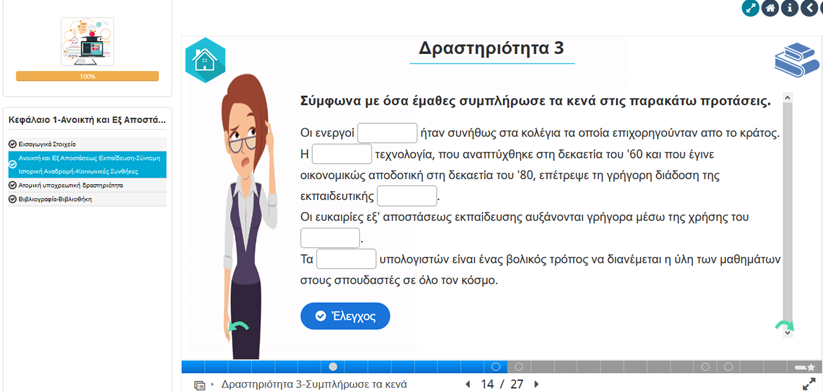 100%
Κεφάλαιο 1-Ανοικτή και Εξ Αποστά...
Εισαγωγικά Στοιχεία
Ανοικτή και Εξ Αποστάσεως Εκπαίδευση-Σύντομη
Ιστορική Αναδρομή-Κοινωνικές Συνθήκες
Ατομική υποχρεωτική δραστηριότητα
Βιβλιογραφία-Βιβλιοθήκη
Δραστηριότητα 3
Σύμφωνα με όσα έμαθες συμπλήρωσε τα κενά στις παρακάτω προτάσεις.
Οι ενεργοί ήταν συνήθως στα κολέγια τα οποία επιχορηγούνταν απο το κράτος.
Η τεχνολογία, που αναπτύχθηκε στη δεκαετία του '60 και που έγινε
οικονομικώς αποδοτική στη δεκαετία του '80, επέτρεψε τη γρήγορη διάδοση της
εκπαιδευτικής .
Οι ευκαιρίες εξ' αποστάσεως εκπαίδευσης αυξάνονται γρήγορα μέσω της χρήσης του
.
Τα υπολογιστών είναι ένας βολικός τρόπος να διανέμεται η ύλη των μαθημάτων
στους σπουδαστές σε όλο τον κόσμο.
Έλεγχος
Δραστηριότητα 3-Συμπλήρωσε τα κενά
14 / 27